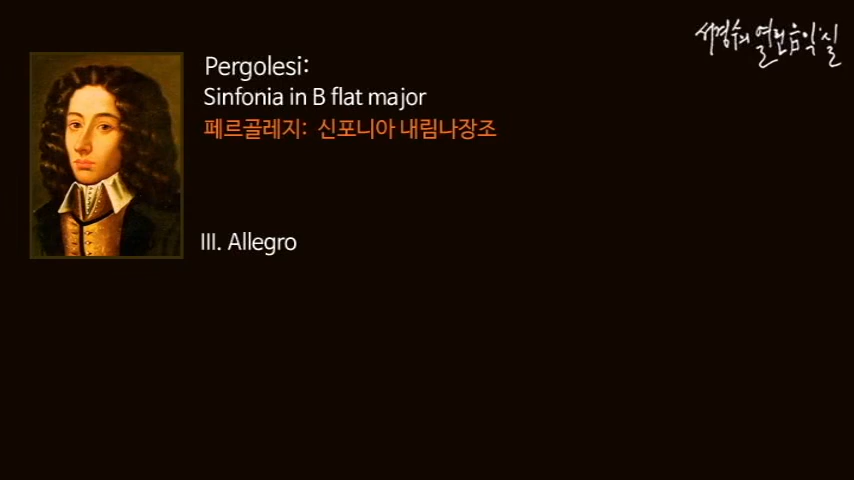 서경수의 열린음악실
Pergolesi:
Sinfonia in B flat major
페르골레지: 신포니아 내림나장조
III. Allegro